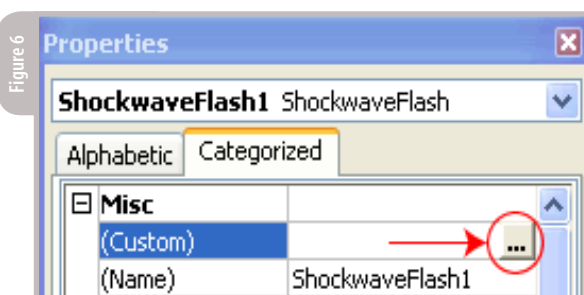 Figure 6
Properties
ShockwaveFlash1 ShockwaveFlash
Alphabetic Categorized
Misc
(Custom) ...
(Name) ShockwaveFlash1